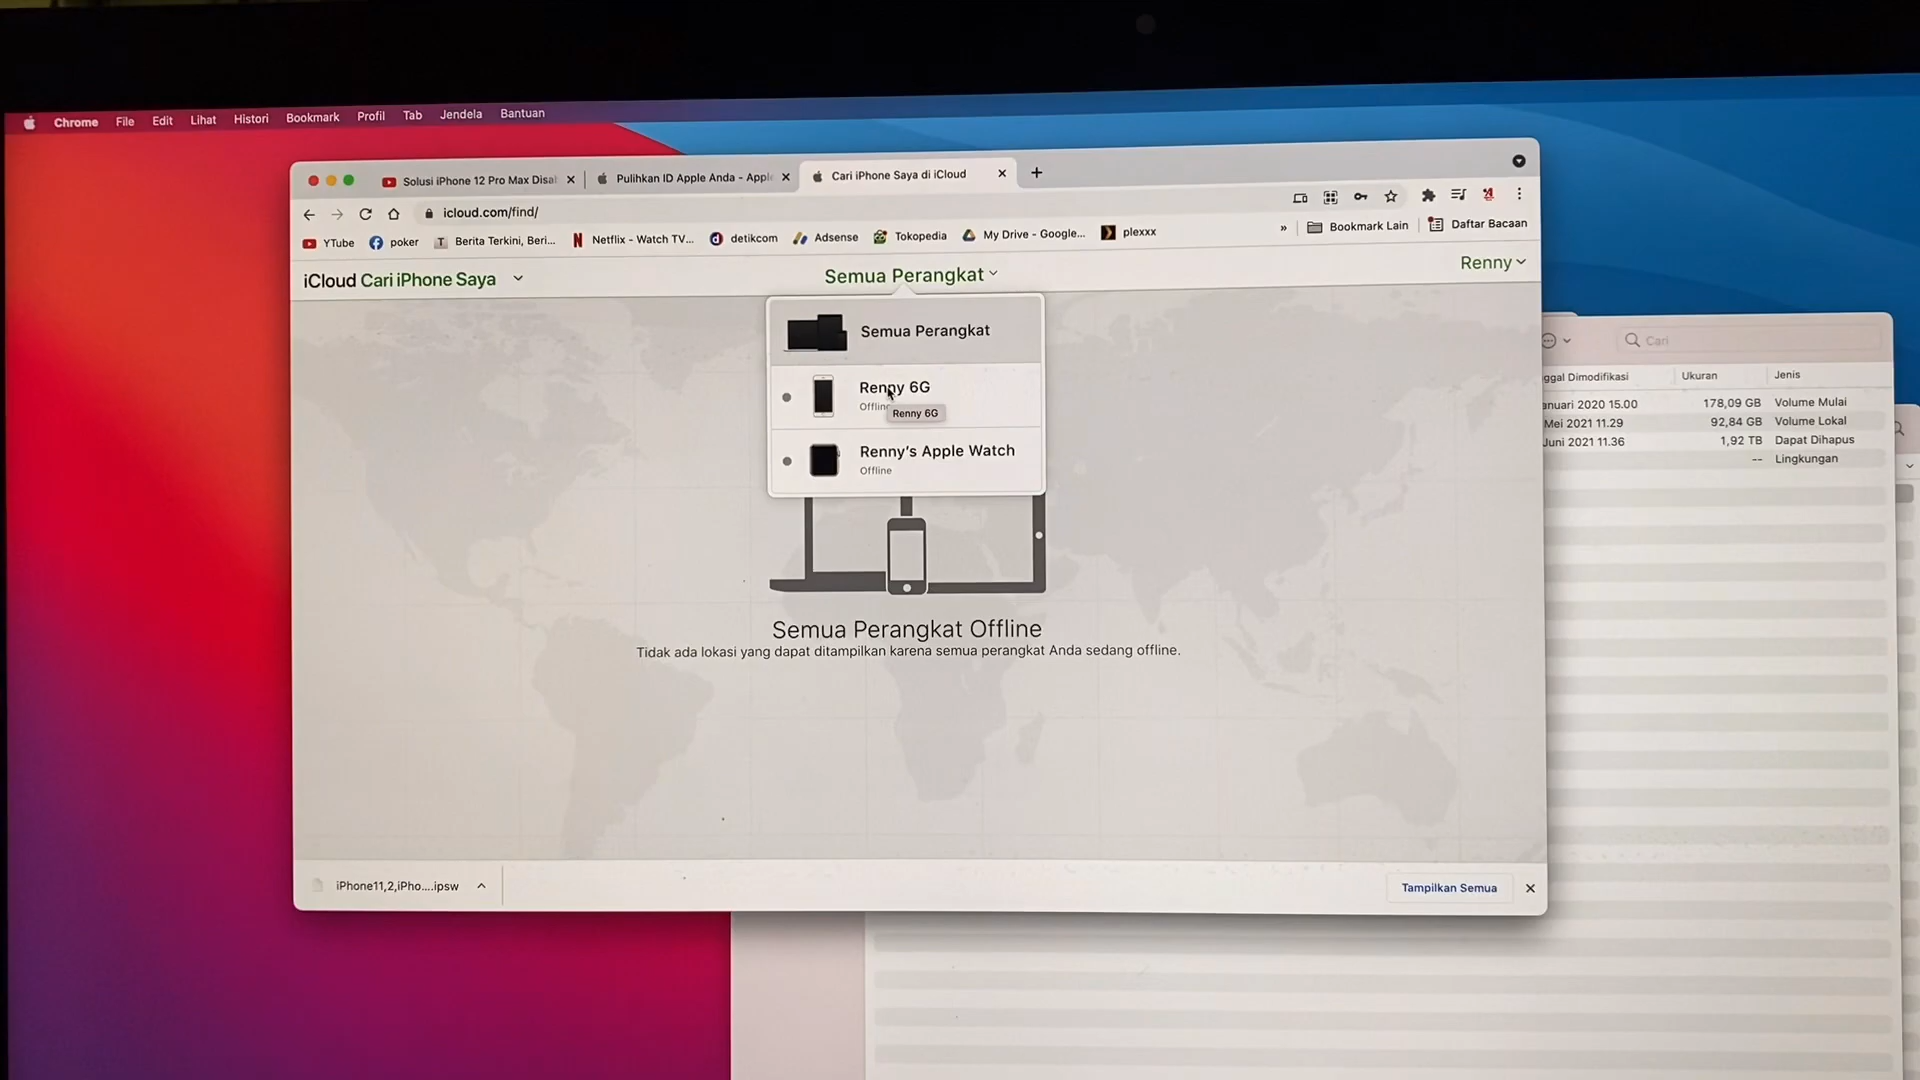 Chrome File Edit Lihat Histori Bookmark Profil Tab Jendela Bantuan
Solusi iPhone 12 Pro Max Disa
Pulihkan ID Apple Anda - Apple
Cari iPhone Saya di iCloud
icloud.com/find/
YTube poker Berita Terkini, Beri... Netflix - Watch TV... detikcom Adsense Tokopedia My Drive - Google... plexxx » Bookmark Lain Daftar Bacaan
iCloud Cari iPhone Saya
Semua Perangkat
Renny
Semua Perangkat
Renny 6G
Offline
Renny 6G
Renny's Apple Watch
Offline
Semua Perangkat Offline
Tidak ada lokasi yang dapat ditampilkan karena semua perangkat Anda sedang offline.
iPhone11,2,iPho....ipsw
Tampilkan Semua
Cari
ggal Dimodifikasi Ukuran Jenis
anuari 2020 15.00 178,09 GB Volume Mulai
Mei 2021 11.29 92,84 GB Volume Lokal
Juni 2021 11.36 1,92 TB Dapat Dihapus
-- Lingkungan